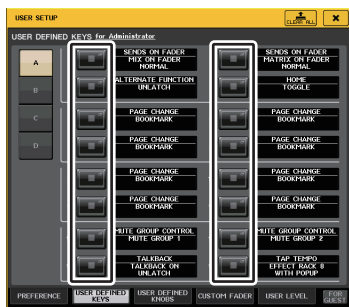 USER SETUP
CLEAR ALL
USER DEFINED KEYS for Administrator
A
SENDS ON FADER
MIX ON FADER
NORMAL
SENDS ON FADER
MATRIX ON FADER
NORMAL
ALTERNATE FUNCTION
UNLATCH
HOME
TOGGLE
B
PAGE CHANGE
BOOKMARK
PAGE CHANGE
BOOKMARK
C
PAGE CHANGE
BOOKMARK
PAGE CHANGE
BOOKMARK
D
PAGE CHANGE
BOOKMARK
PAGE CHANGE
BOOKMARK
PAGE CHANGE
BOOKMARK
PAGE CHANGE
BOOKMARK
MUTE GROUP CONTROL
MUTE GROUP 1
MUTE GROUP CONTROL
MUTE GROUP 2
TALKBACK
TALKBACK ON
UNLATCH
TAP TEMPO
EFFECT RACK 8
WITH POPUP
PREFERENCE
USER DEFINED
KEYS
USER DEFINED
KNOBS
CUSTOM FADER
USER LEVEL
FOR
GUEST